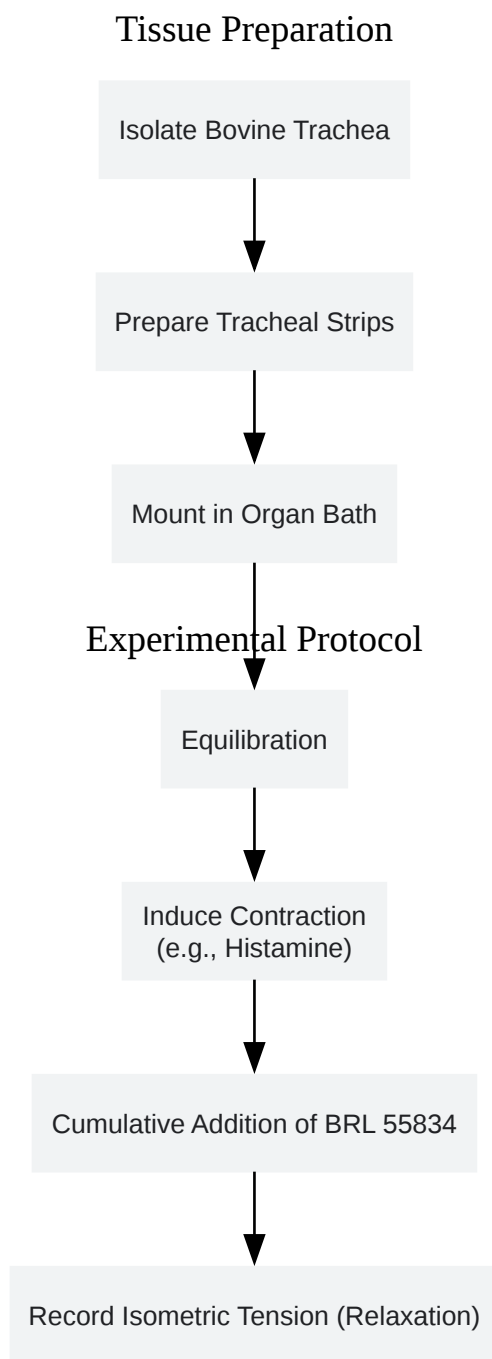 Tissue Preparation
Isolate Bovine Trachea
Prepare Tracheal Strips
Mount in Organ Bath
Experimental Protocol
Equilibration
Induce Contraction
(e.g., Histamine)
Cumulative Addition of BRL 55834
Record Isometric Tension (Relaxation)